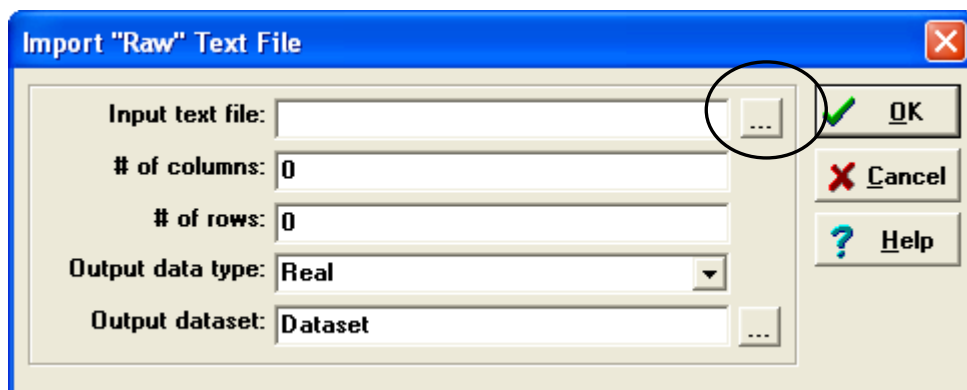 Import "Raw" Text File
Input text file: ...
OK
# of columns: 0
Cancel
# of rows: 0
Help
Output data type: Real
Output dataset: Dataset ...